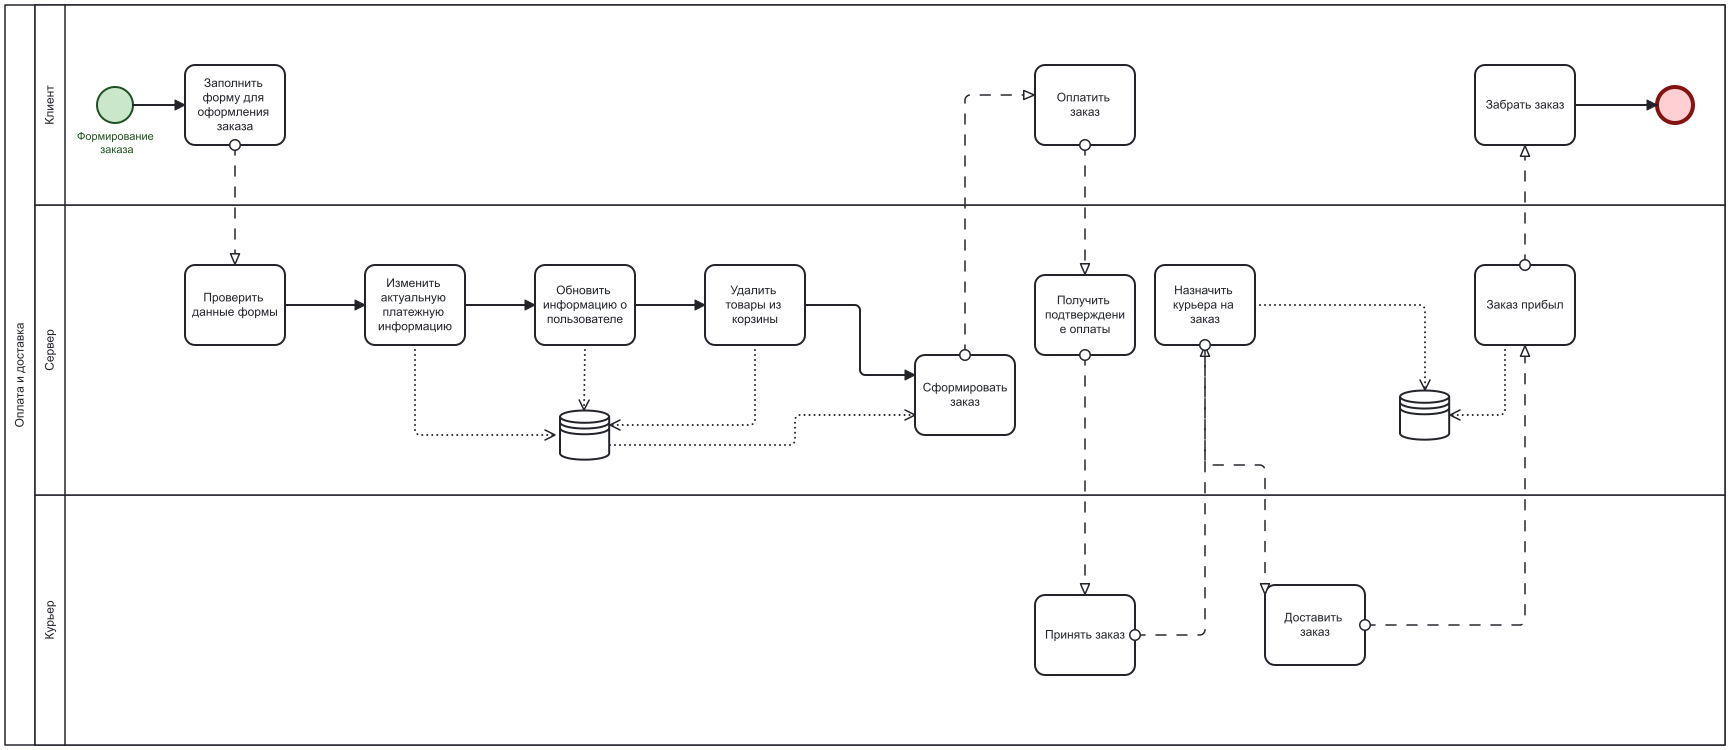 Оплата и доставка
Клиент
Формирование
заказа
Заполнить
форму для
оформления
заказа
Оплатить
заказ
Забрать заказ
Сервер
Проверить
данные формы
Изменить
актуальную
платежную
информацию
Обновить
информацию о
пользователе
Удалить
товары из
корзины
Сформировать
заказ
Получить
подтверждени
е оплаты
Назначить
курьера на
заказ
Заказ прибыл
Курьер
Принять заказ
Доставить
заказ